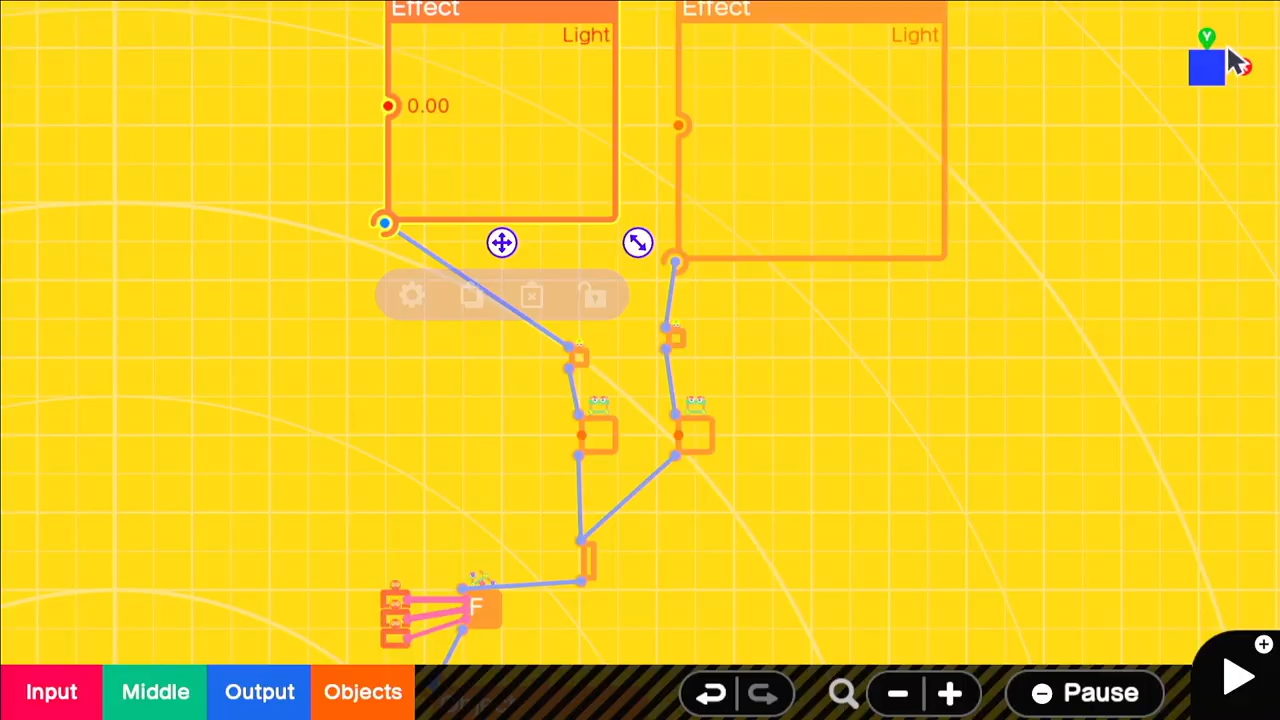 Effect
Effect
Light
Light
Y
0.00
F
Input
Middle
Output
Objects
Pause